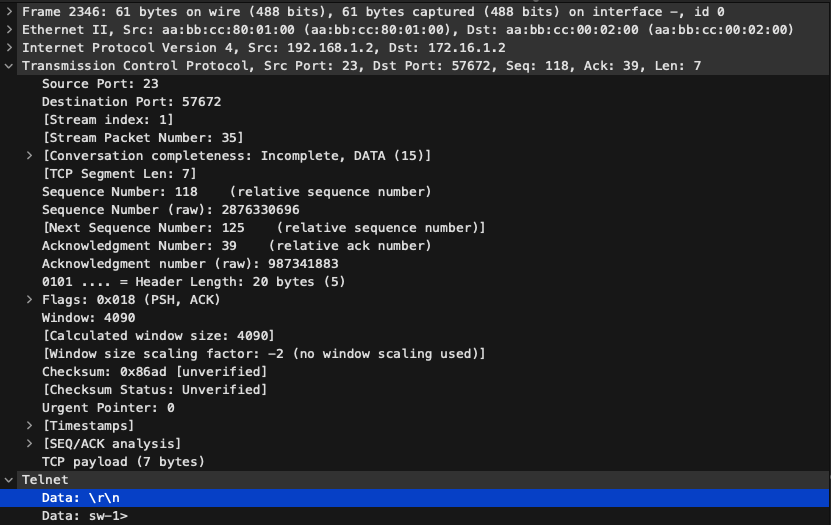 Frame 2346: 61 bytes on wire (488 bits), 61 bytes captured (488 bits) on interface -, id 0
Ethernet II, Src: aa:bb:cc:80:01:00 (aa:bb:cc:80:01:00), Dst: aa:bb:cc:00:02:00 (aa:bb:cc:00:02:00)
Internet Protocol Version 4, Src: 192.168.1.2, Dst: 172.16.1.2
Transmission Control Protocol, Src Port: 23, Dst Port: 57672, Seq: 118, Ack: 39, Len: 7
Source Port: 23
Destination Port: 57672
[Stream index: 1]
[Stream Packet Number: 35]
[Conversation completeness: Incomplete, DATA (15)]
[TCP Segment Len: 7]
Sequence Number: 118    (relative sequence number)
Sequence Number (raw): 2876330696
[Next Sequence Number: 125    (relative sequence number)]
Acknowledgment Number: 39    (relative ack number)
Acknowledgment number (raw): 987341883
0101 .... = Header Length: 20 bytes (5)
Flags: 0x018 (PSH, ACK)
Window: 4090
[Calculated window size: 4090]
[Window size scaling factor: -2 (no window scaling used)]
Checksum: 0x86ad [unverified]
[Checksum Status: Unverified]
Urgent Pointer: 0
[Timestamps]
[SEQ/ACK analysis]
TCP payload (7 bytes)
Telnet
Data: \r\n
Data: sw-1>